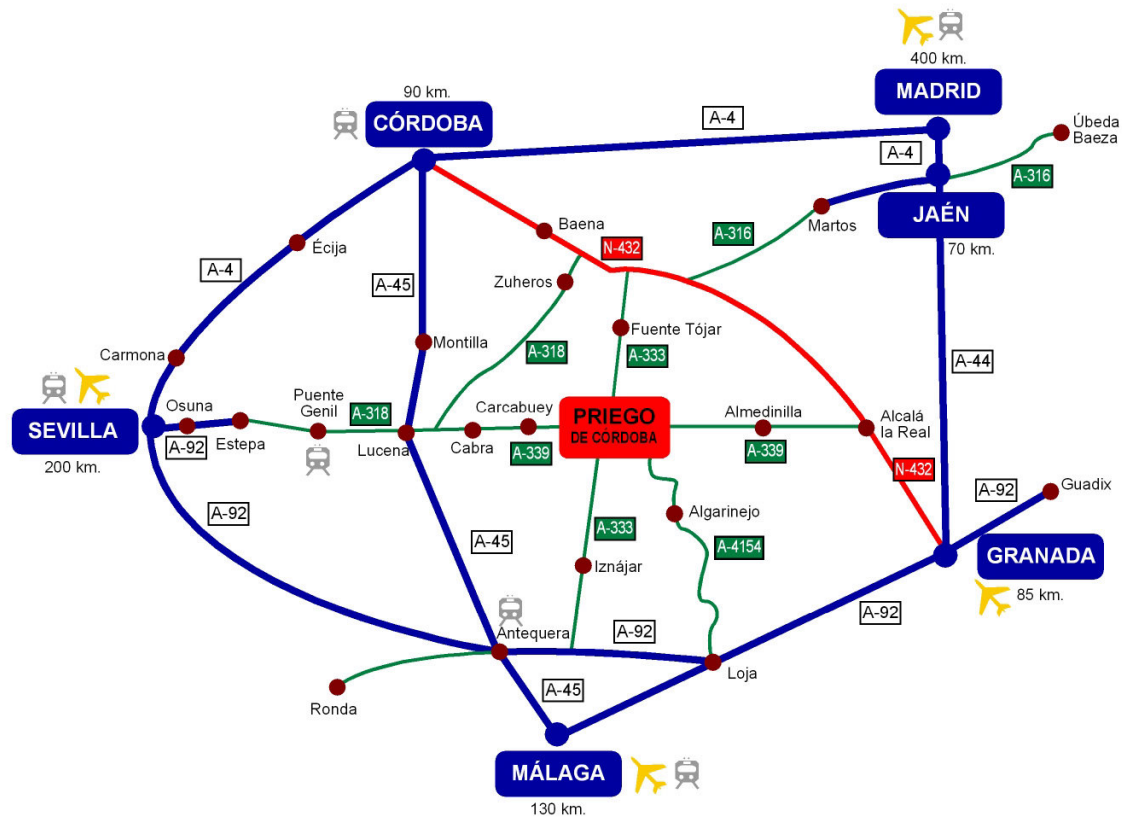 400 km.
MADRID
90 km.
CÓRDOBA
A-4
Úbeda
Baeza
A-4
A-316
JAÉN
70 km.
Martos
A-316
Baena
N-432
Écija
A-4
A-45
Zuheros
Fuente Tójar
A-333
Montilla
A-318
Carmona
A-44
SEVILLA
200 km.
Osuna
A-92
Estepa
Puente
Genil
A-318
Lucena
Cabra
Carcabuey
A-339
PRIEGO
DE CÓRDOBA
Almedinilla
A-339
Alcalá
la Real
N-432
A-92
Guadix
A-92
A-45
A-333
Algarinejo
A-4154
Iznájar
GRANADA
85 km.
A-92
Antequera
A-92
Loja
A-45
Ronda
MÁLAGA
130 km.